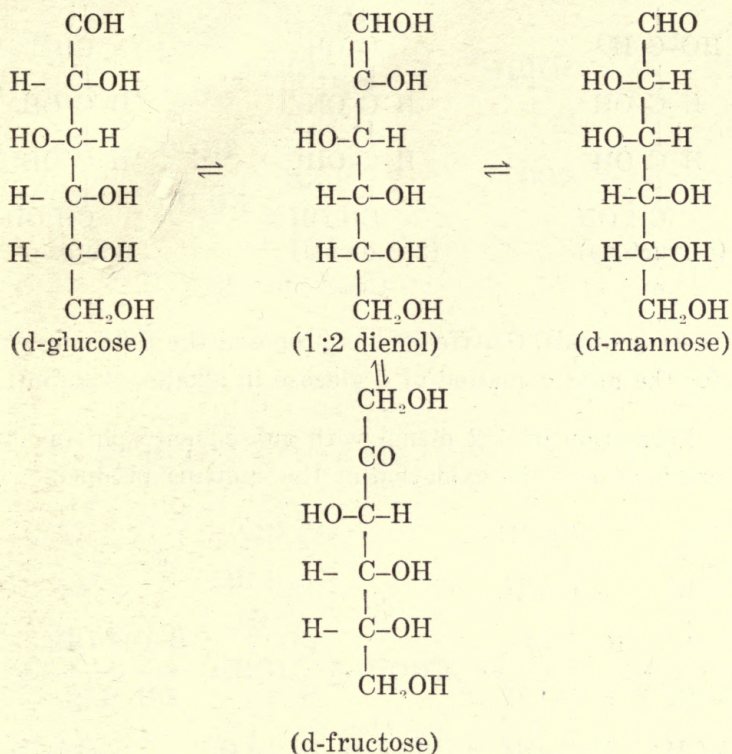 COH CHOH CHO
H– C–OH C–OH HO–C–H
HO–C–H HO–C–H HO–C–H
⇌ ⇌
H– C–OH H–C–OH H–C–OH
H– C–OH H–C–OH H–C–OH
CH₂OH CH₂OH CH₂OH
(d-glucose) (1:2 dienol) (d-mannose)
⇌
CH₂OH
CO
HO–C–H
H– C–OH
H– C–OH
CH₂OH
(d-fructose)